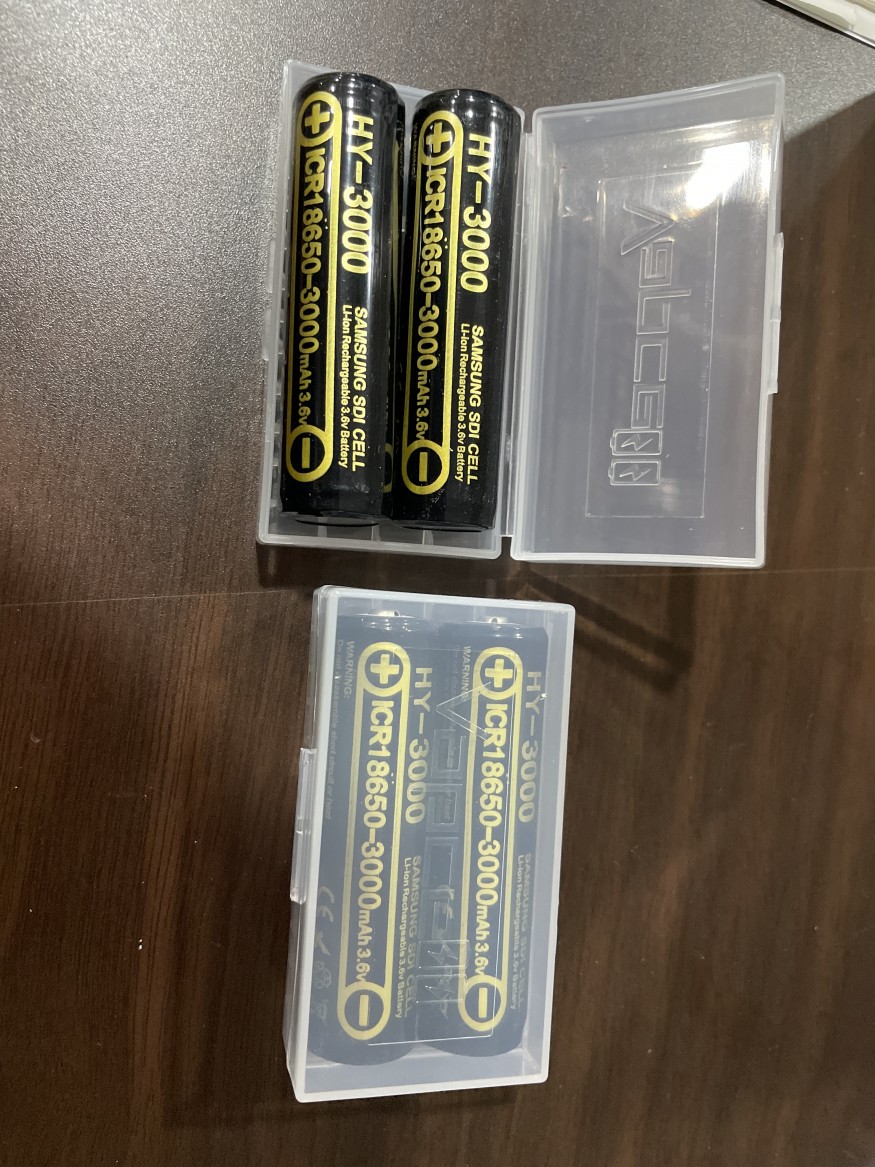 HY-3000
SAMSUNG SDI CELL
Li-Ion Rechargeable 3.6v Battery
ICR18650-3000mAh 3.6v
HY-3000
SAMSUNG SDI CELL
Li-Ion Rechargeable 3.6v Battery
ICR18650-3000mAh 3.6v
HY-3000
SAMSUNG SDI CELL
Li-Ion Rechargeable 3.6v Battery
ICR18650-3000mAh 3.6v
WARNING:
HY-3000
SAMSUNG SDI CELL
Li-Ion Rechargeable 3.6v Battery
ICR18650-3000mAh 3.6v
WARNING:
CE